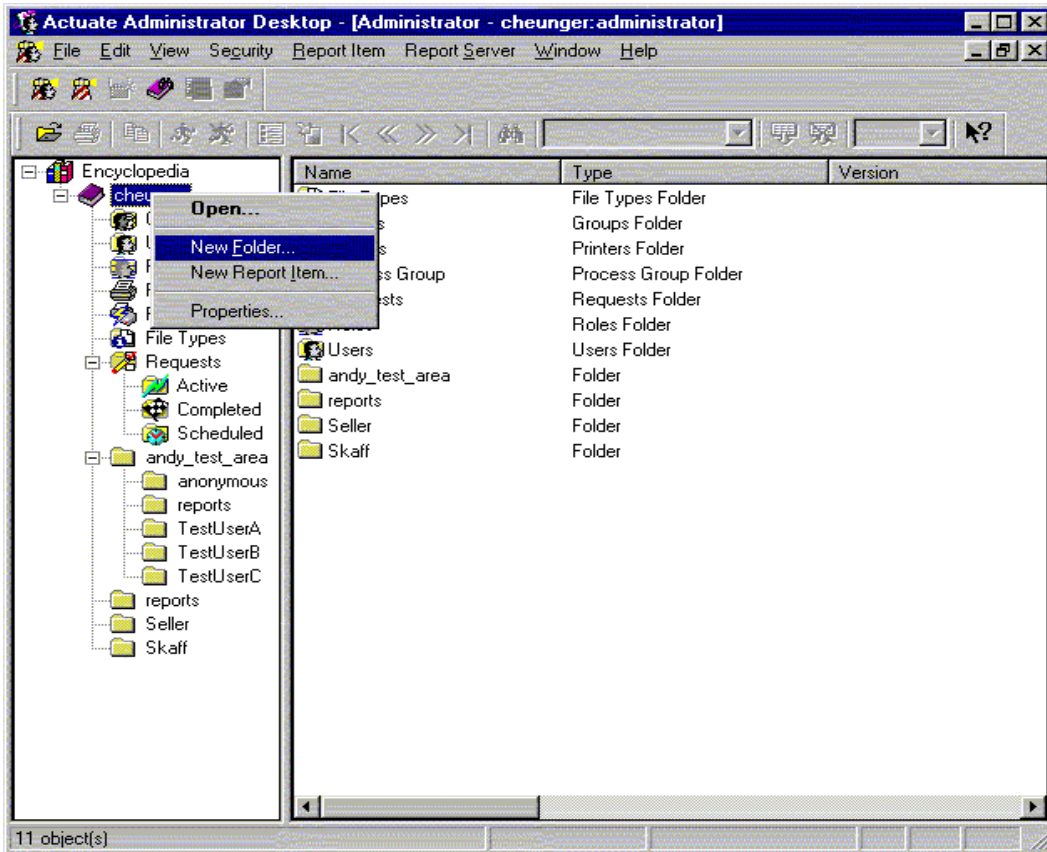 Actuate Administrator Desktop - [Administrator - cheunger:administrator]
File Edit View Security Report Item Report Server Window Help
Encyclopedia
Open...
New Folder...
New Report Item...
Properties...
File Types
Requests
Active
Completed
Scheduled
andy_test_area
anonymous
reports
TestUserA
TestUserB
TestUserC
reports
Seller
Skaff
Name Type Version
File Types Folder
Groups Folder
Printers Folder
Group Process Group Folder
Requests Folder
Roles Folder
Users Users Folder
andy_test_area Folder
reports Folder
Seller Folder
Skaff Folder
11 object(s)